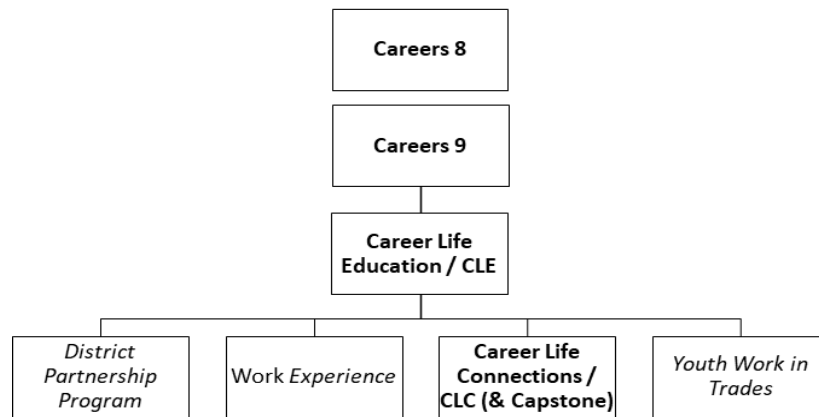 Careers 8
Careers 9
Career Life
Education / CLE
District
Partnership
Program
Work Experience
Career Life
Connections /
CLC (& Capstone)
Youth Work in
Trades